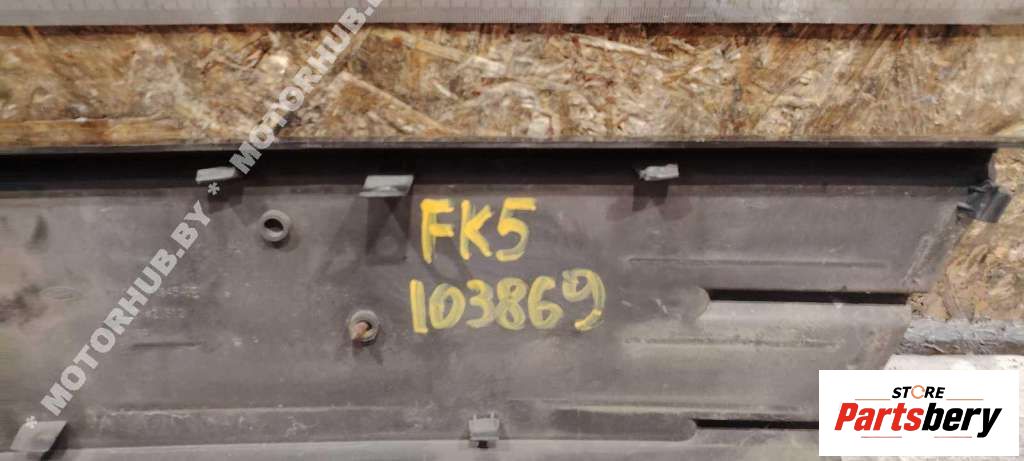 * MOTORHUB.BY * MOTORHUB.BY
FK5
103869
STORE
Partsbery